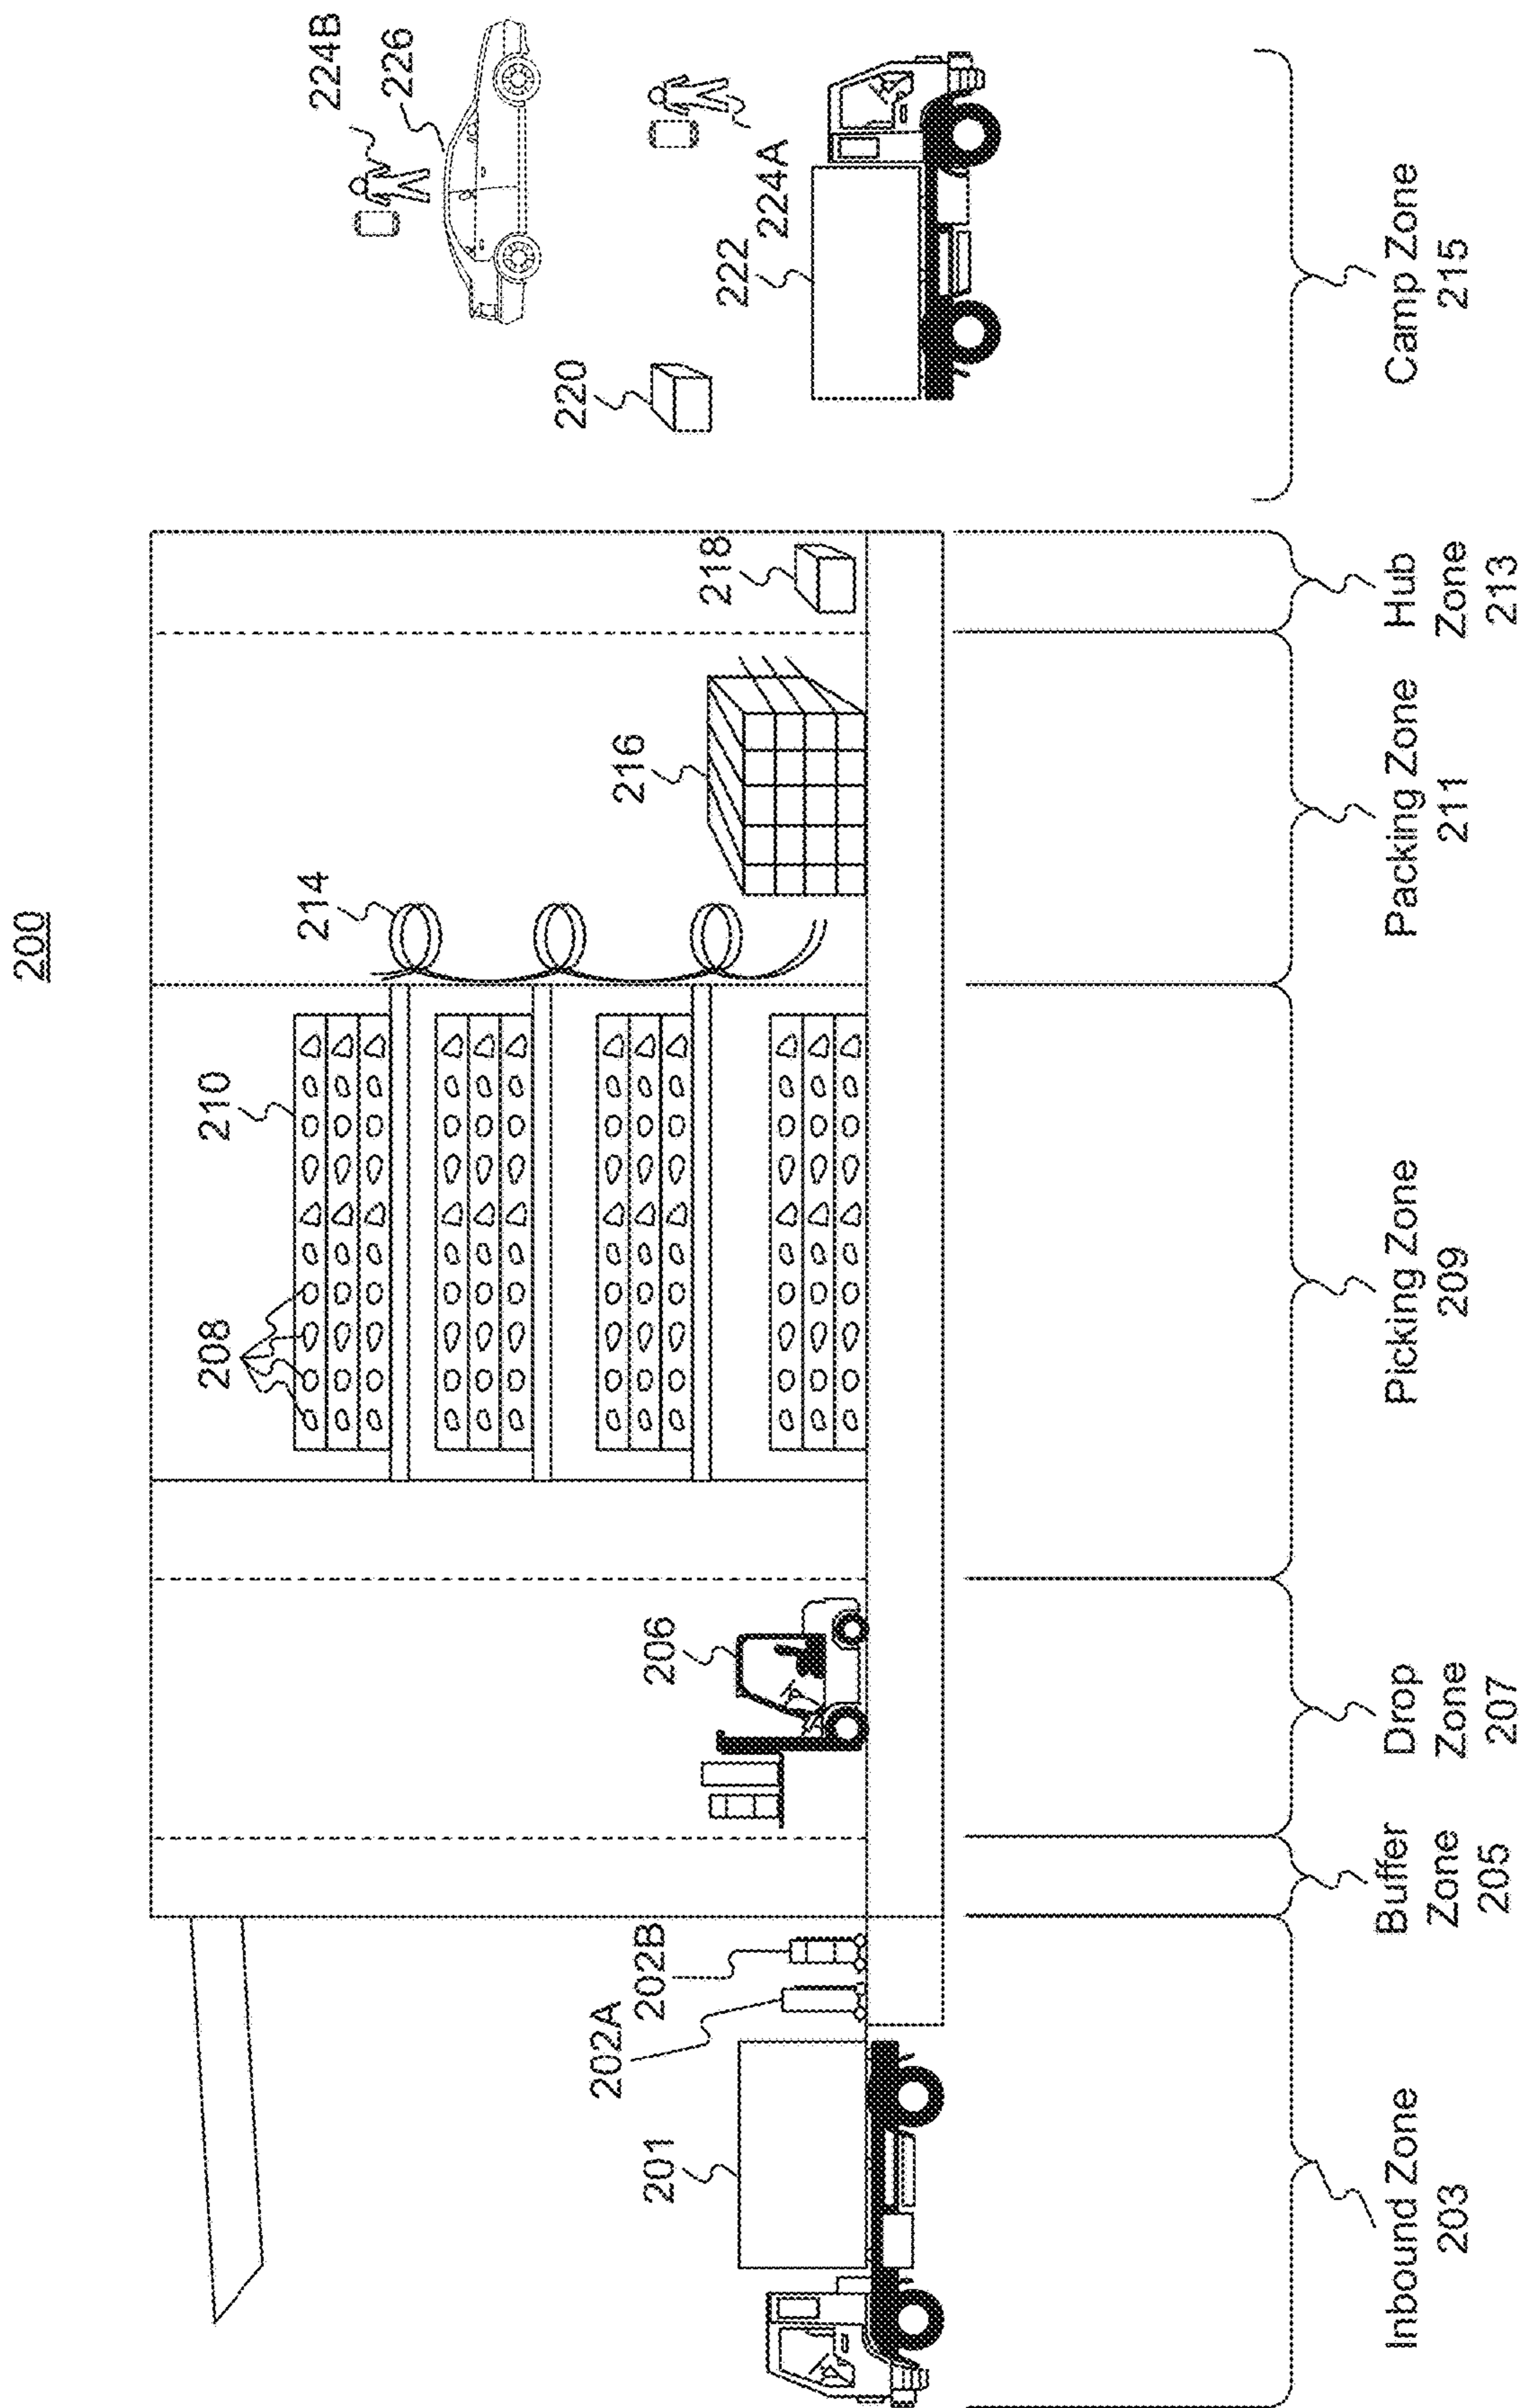 200
224B
226
224A
222
220
218
216
214
210
208
206
202B
202A
201
Inbound Zone
203
Buffer
Zone
205
Drop
Zone
207
Picking Zone
209
Packing Zone
211
Hub
Zone
213
Camp Zone
215